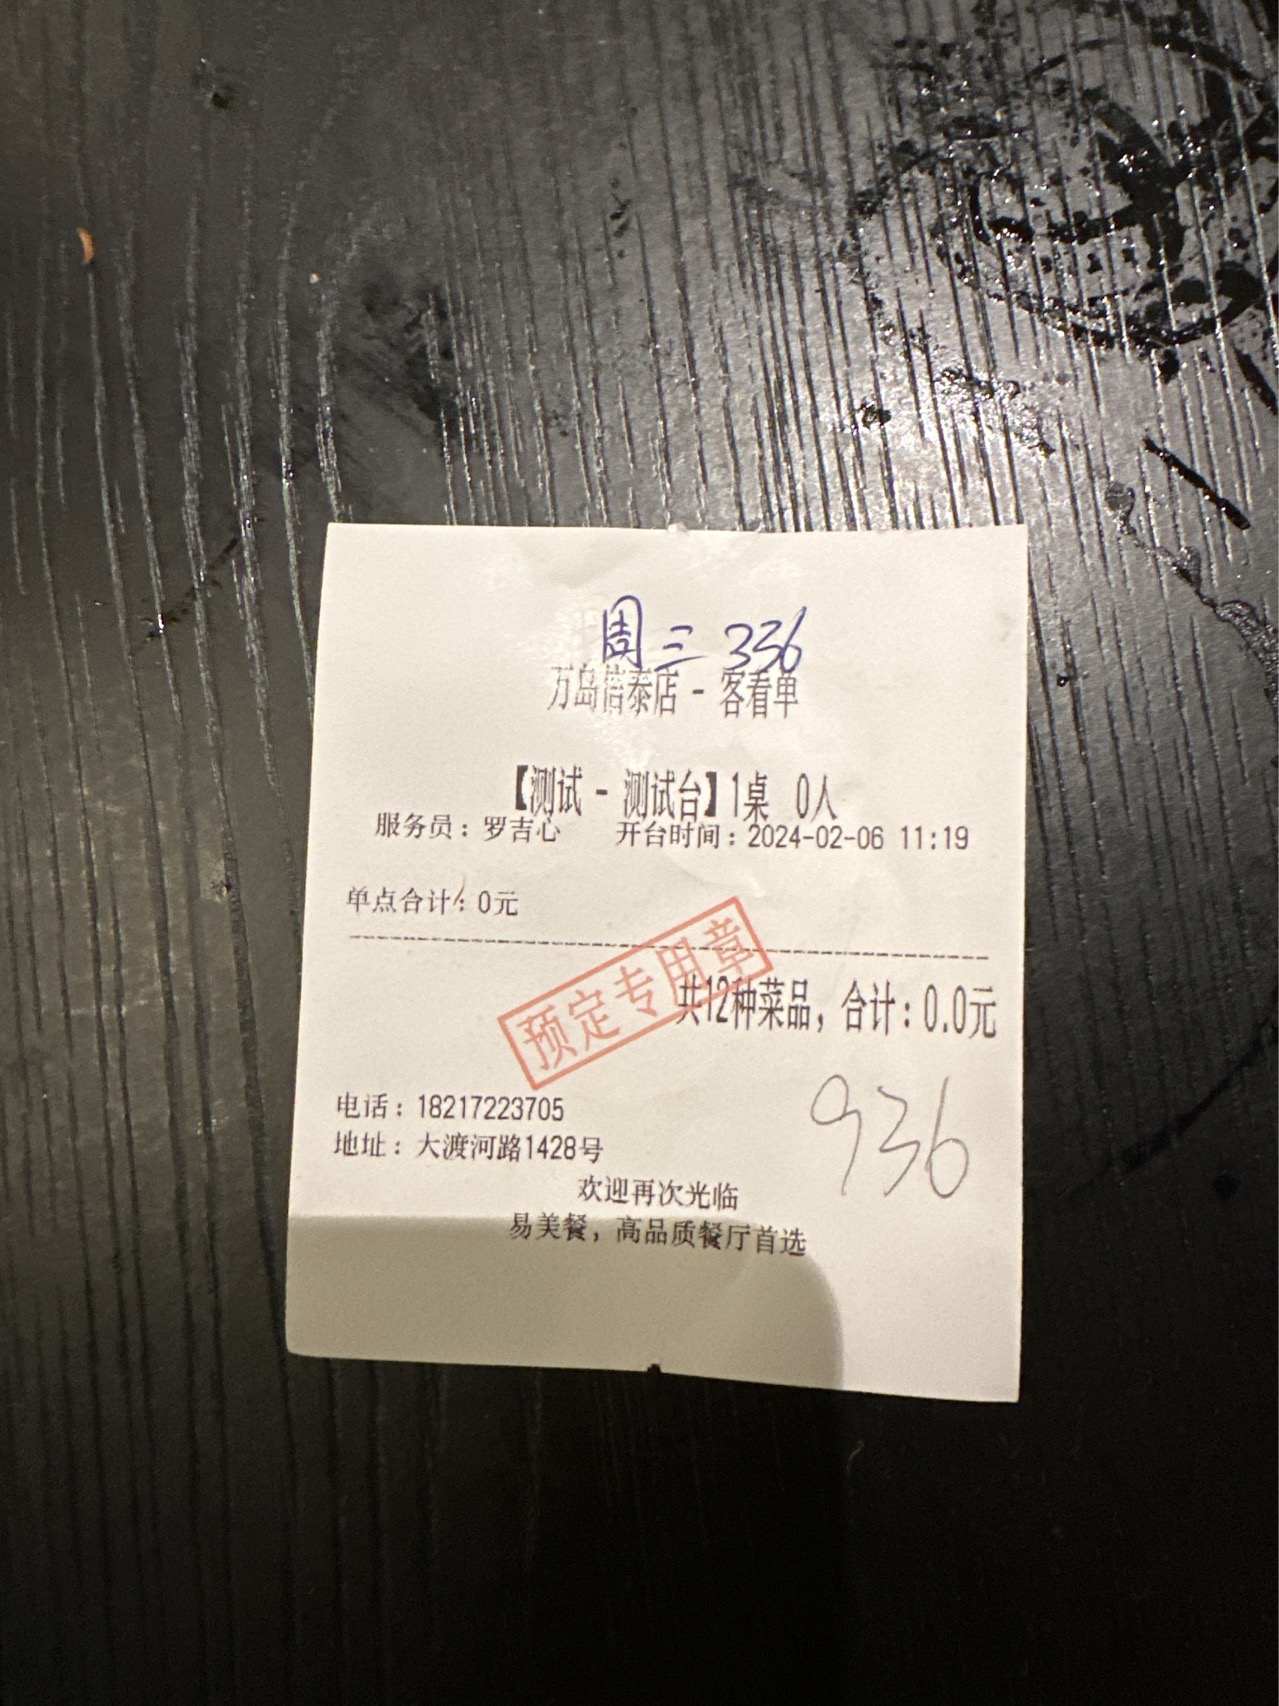 周三 336
万岛信泰店 - 客看单
【测试 - 测试台】1桌 0人
服务员：罗吉心 开台时间：2024-02-06 11:19
单点合计：0元
预定专用章
共12种菜品，合计：0.0元
936
电话：18217223705
地址：大渡河路1428号
欢迎再次光临
易美餐，高品质餐厅首选